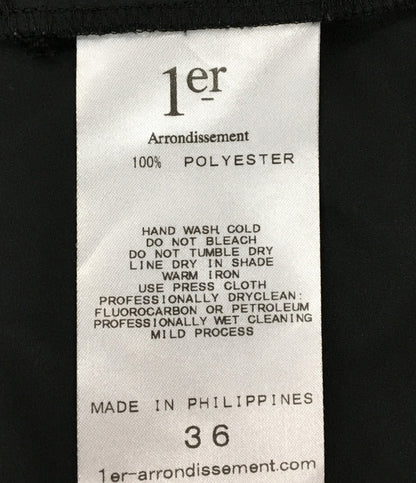 1er
Arrondissement
100% POLYESTER
HAND WASH, COLD
DO NOT BLEACH
DO NOT TUMBLE DRY
LINE DRY IN SHADE
WARM IRON
USE PRESS CLOTH
PROFESSIONALLY DRYCLEAN:
FLUOROCARBON OR PETROLEUM
PROFESSIONALLY WET CLEANING
MILD PROCESS
MADE IN PHILIPPINES
36
1er-arrondissement.com